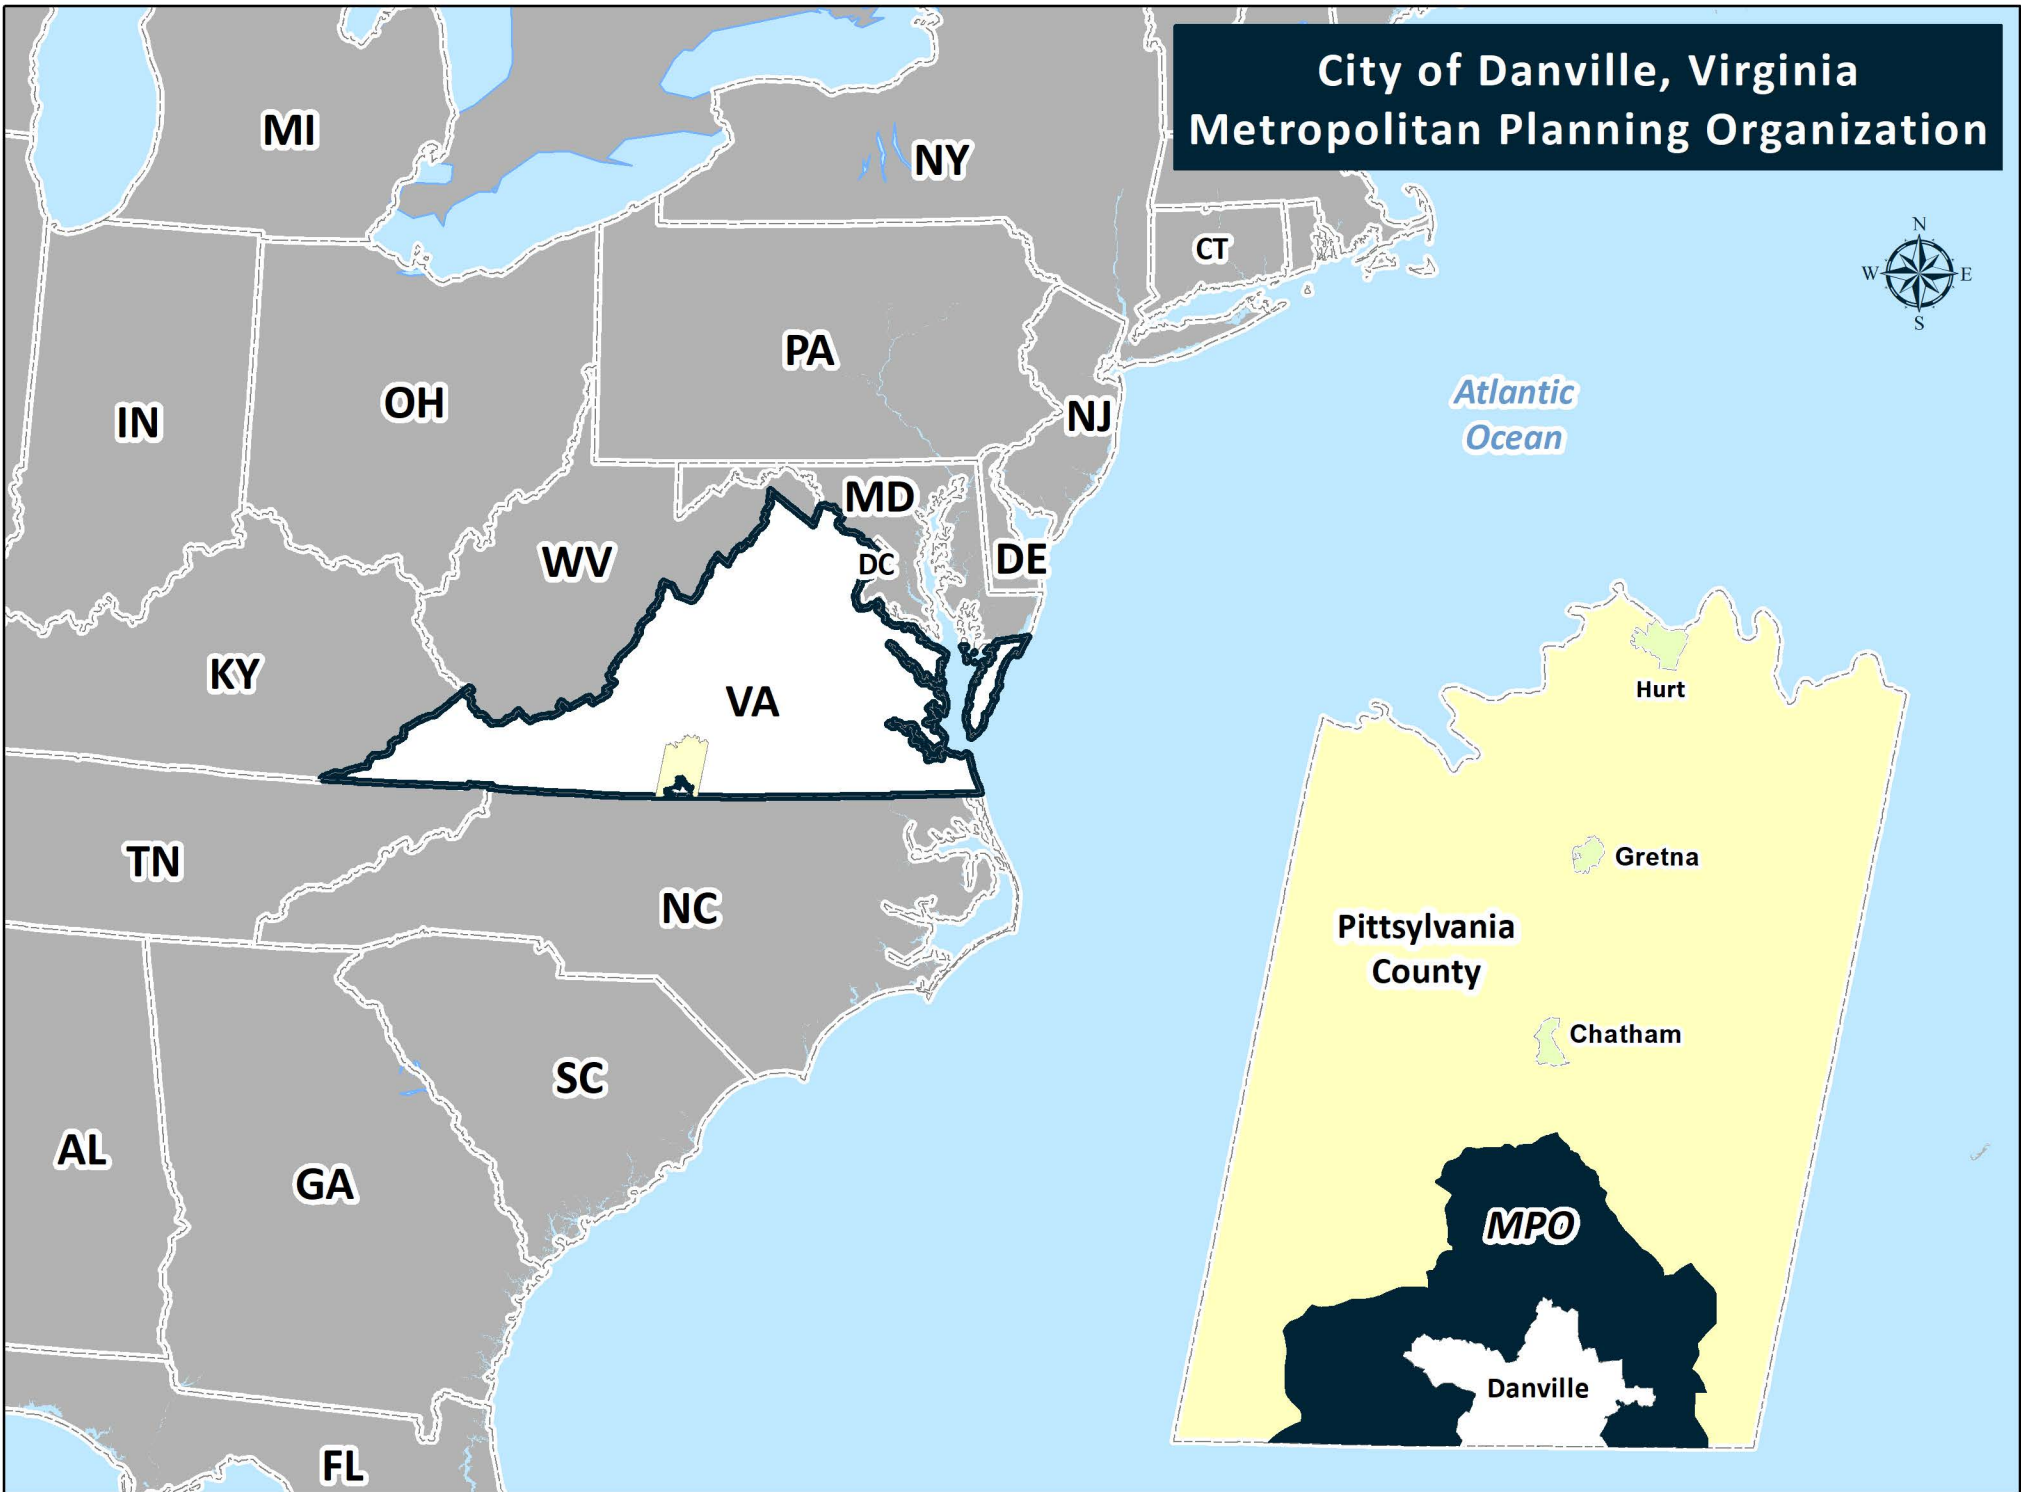 City of Danville, Virginia
Metropolitan Planning Organization
MI
NY
N
W
E
S
CT
PA
OH
IN
NJ
Atlantic
Ocean
MD
WV
DC
DE
KY
VA
Hurt
TN
Gretna
NC
Pittsylvania
County
Chatham
SC
AL
GA
MPO
Danville
FL